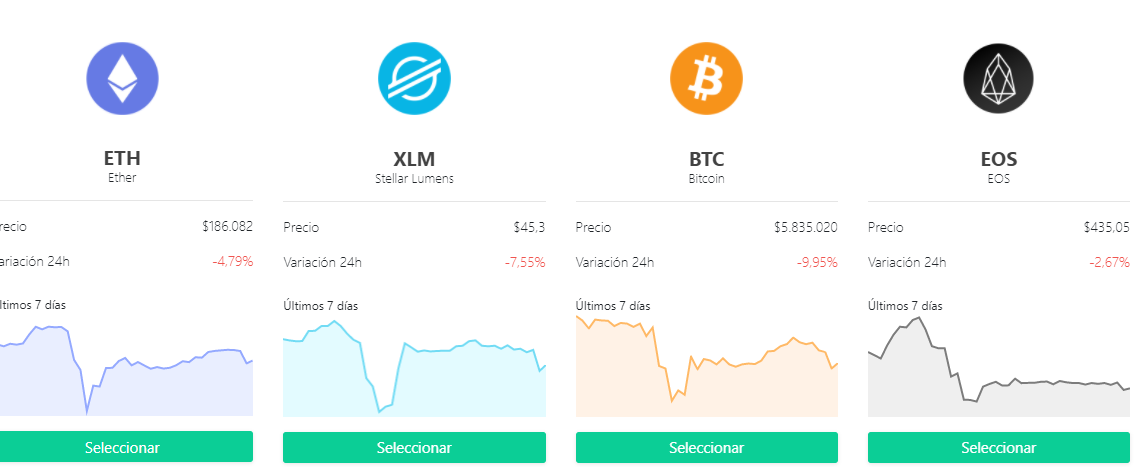 ETH
Ether
recio $186.082
ariación 24h -4,79%
ltimos 7 días
Seleccionar
XLM
Stellar Lumens
Precio $45,3
Variación 24h -7,55%
Últimos 7 días
Seleccionar
BTC
Bitcoin
Precio $5.835.020
Variación 24h -9,95%
Últimos 7 días
Seleccionar
EOS
EOS
Precio $435,05
Variación 24h -2,67%
Últimos 7 días
Seleccionar